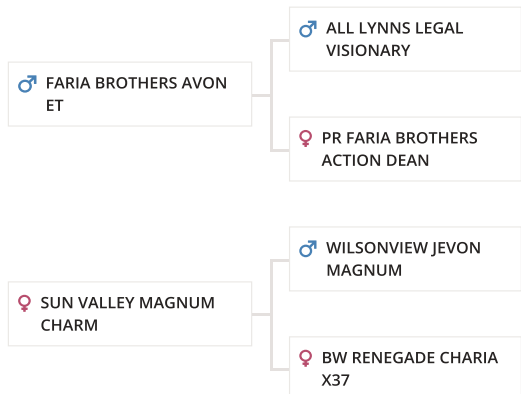 ALL LYNNS LEGAL
VISIONARY
FARIA BROTHERS AVON
ET
PR FARIA BROTHERS
ACTION DEAN
WILSONVIEW JEVON
MAGNUM
SUN VALLEY MAGNUM
CHARM
BW RENEGADE CHARIA
X37